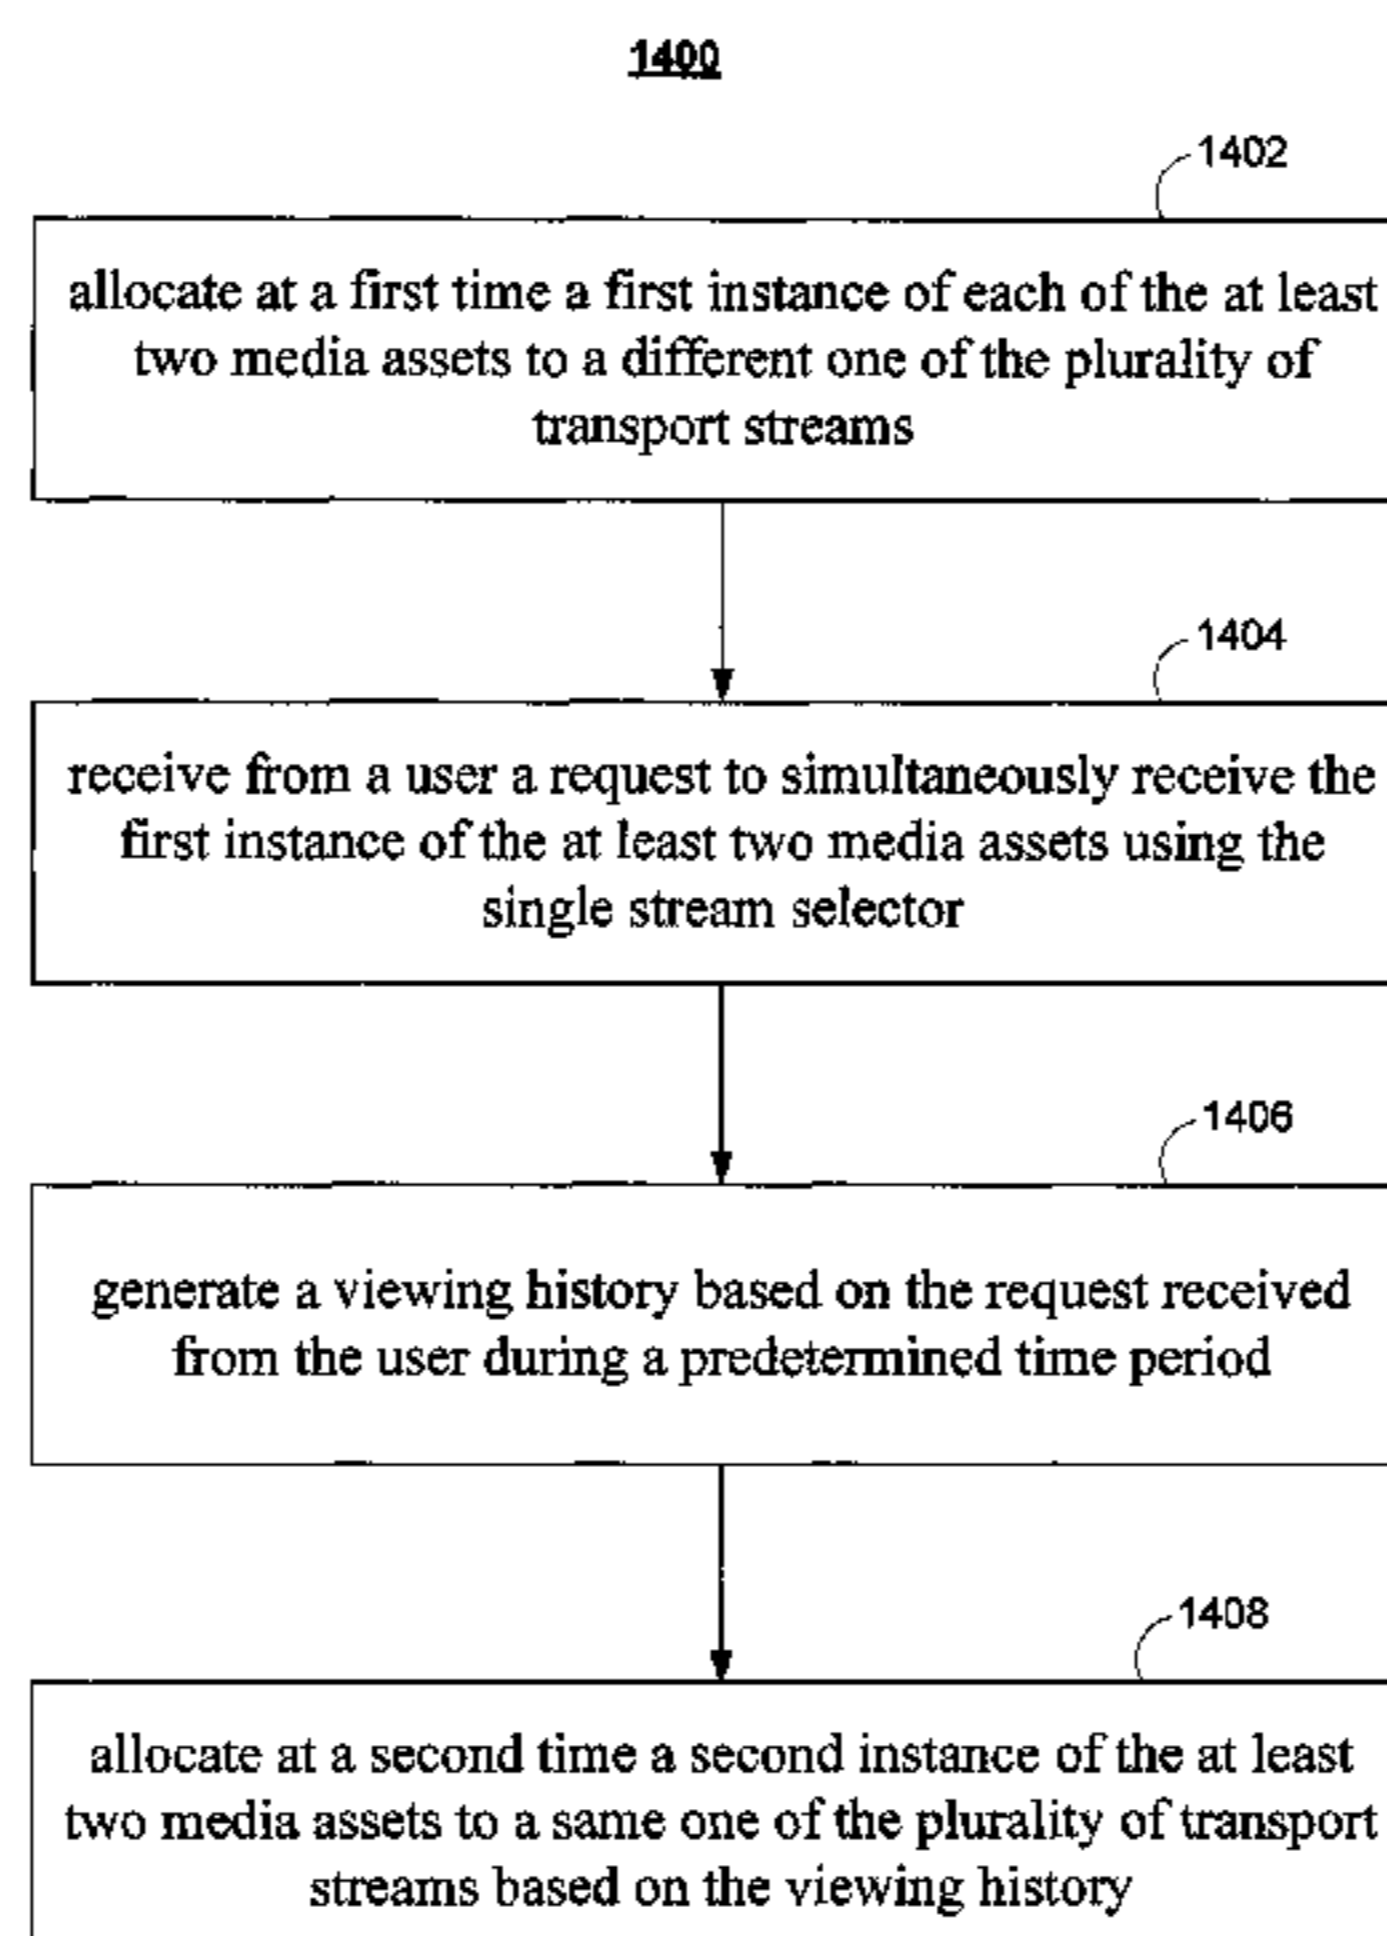 1400
1402
allocate at a first time a first instance of each of the at least
two media assets to a different one of the plurality of
transport streams
1404
receive from a user a request to simultaneously receive the
first instance of the at least two media assets using the
single stream selector
1406
generate a viewing history based on the request received
from the user during a predetermined time period
1408
allocate at a second time a second instance of the at least
two media assets to a same one of the plurality of transport
streams based on the viewing history